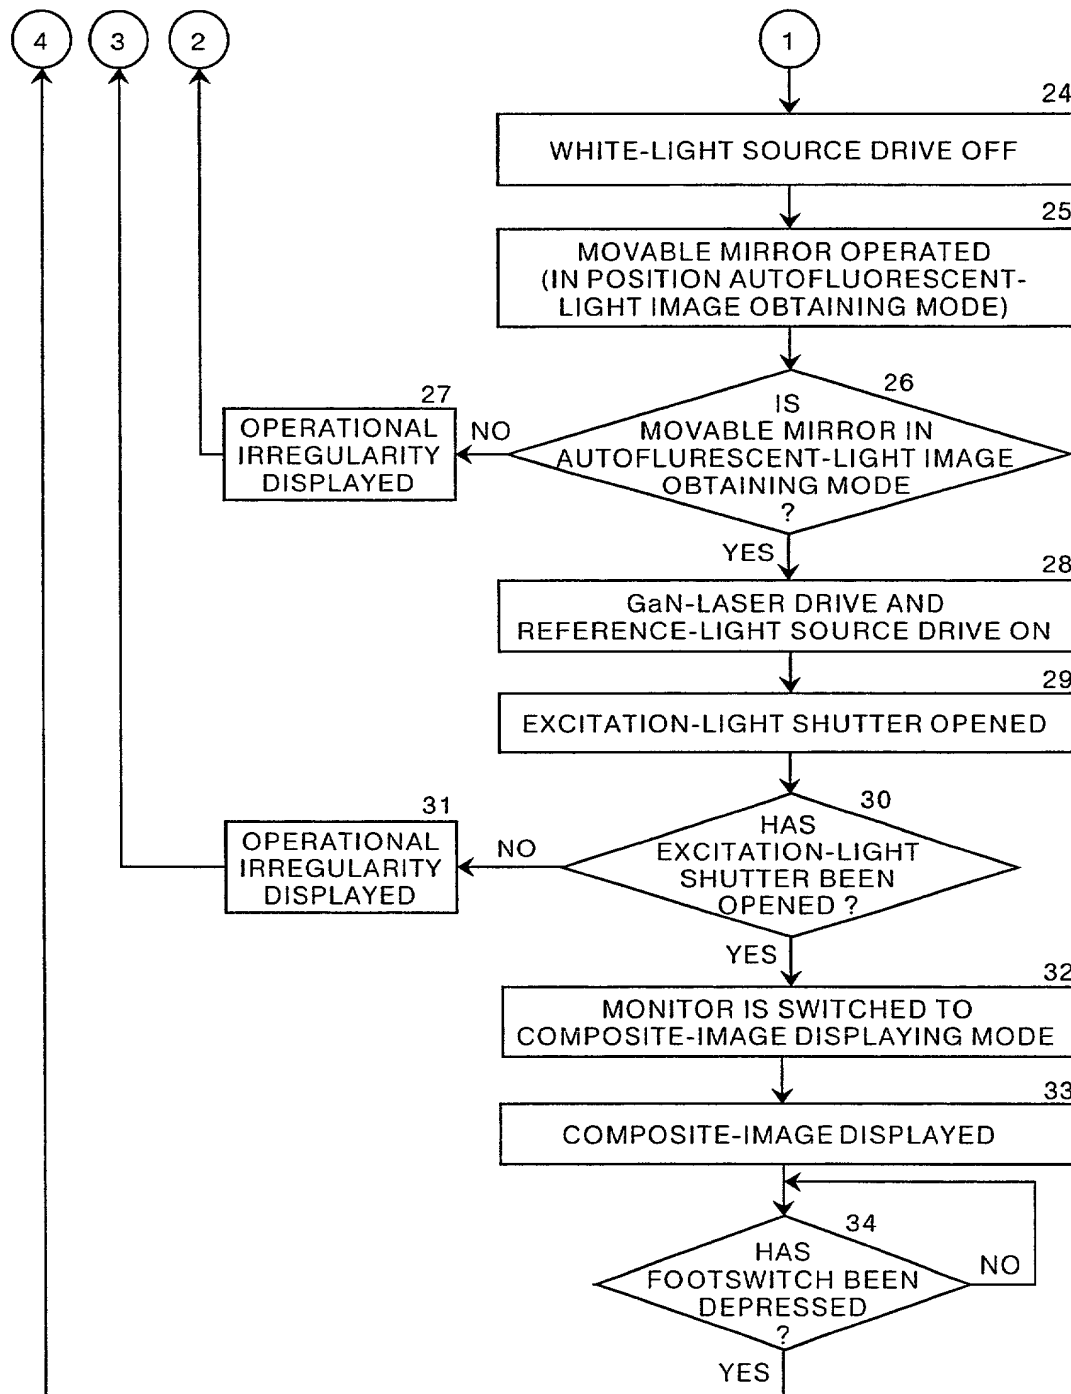 4
3
2
1
24
WHITE-LIGHT SOURCE DRIVE OFF
25
MOVABLE MIRROR OPERATED
(IN POSITION AUTOFLUORESCENT-
LIGHT IMAGE OBTAINING MODE)
26
IS
MOVABLE MIRROR IN
AUTOFLURESCENT-LIGHT IMAGE
OBTAINING MODE
?
NO
27
OPERATIONAL
IRREGULARITY
DISPLAYED
YES
28
GaN-LASER DRIVE AND
REFERENCE-LIGHT SOURCE DRIVE ON
29
EXCITATION-LIGHT SHUTTER OPENED
30
HAS
EXCITATION-LIGHT
SHUTTER BEEN
OPENED ?
NO
31
OPERATIONAL
IRREGULARITY
DISPLAYED
YES
32
MONITOR IS SWITCHED TO
COMPOSITE-IMAGE DISPLAYING MODE
33
COMPOSITE-IMAGE DISPLAYED
34
HAS
FOOTSWITCH BEEN
DEPRESSED
?
NO
YES